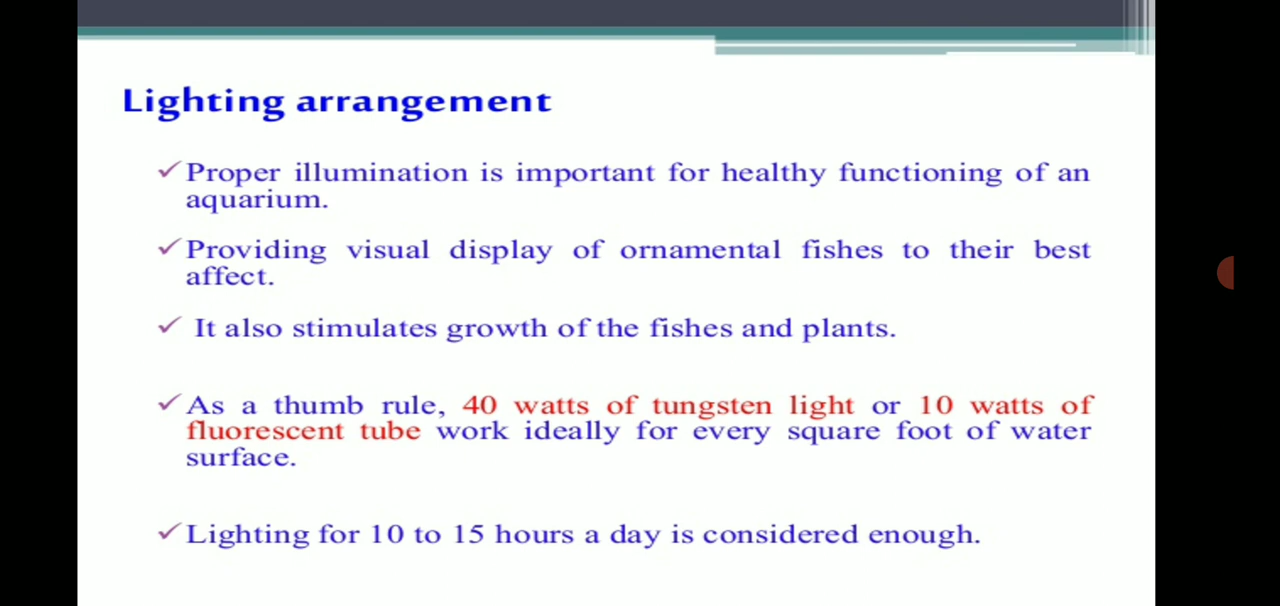 Lighting arrangement
✓Proper illumination is important for healthy functioning of an
aquarium.
✓Providing visual display of ornamental fishes to their best
affect.
✓ It also stimulates growth of the fishes and plants.
✓As a thumb rule, 40 watts of tungsten light or 10 watts of
fluorescent tube work ideally for every square foot of water
surface.
✓Lighting for 10 to 15 hours a day is considered enough.